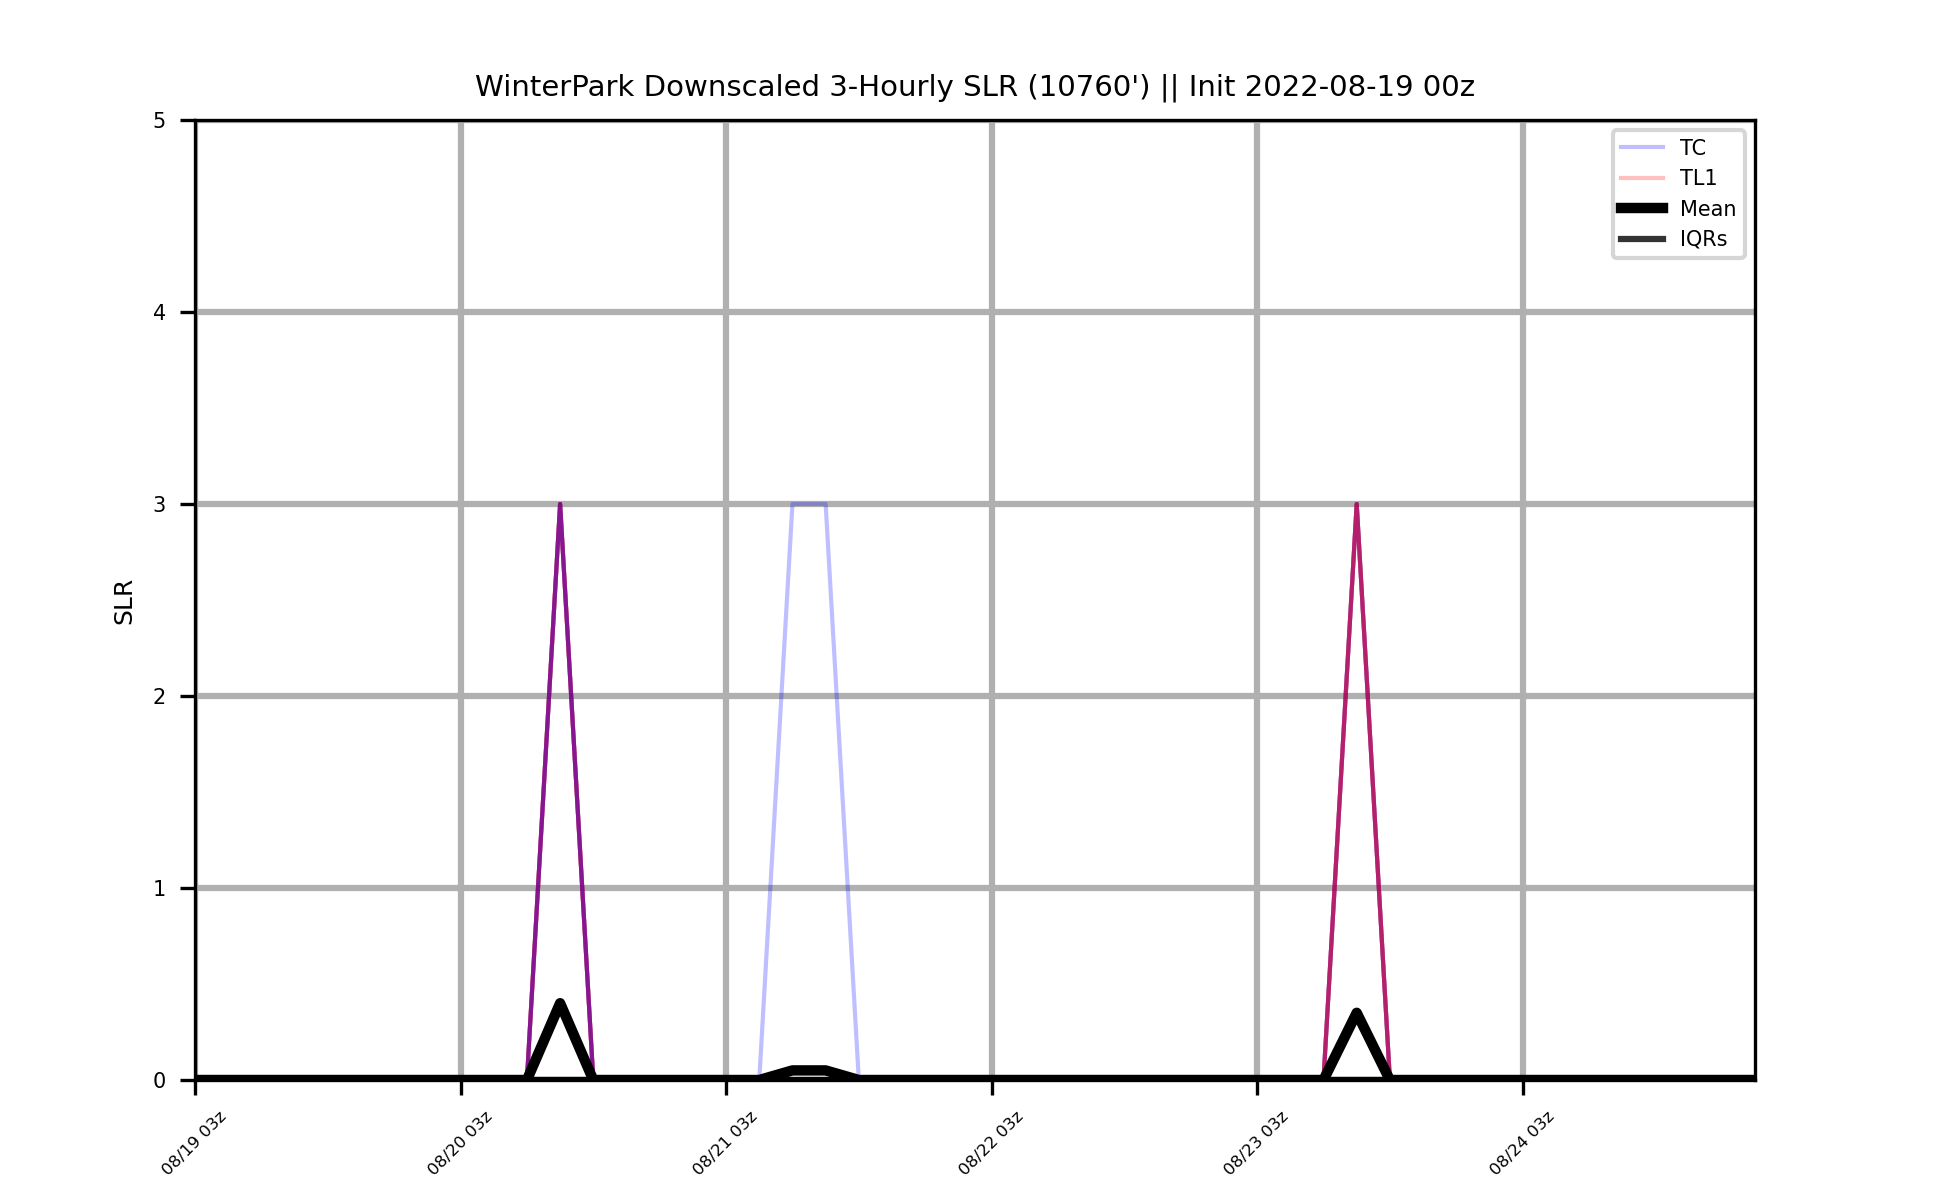 WinterPark Downscaled 3-Hourly SLR (10760') || Init 2022-08-19 00z
5
4
3
2
1
0
SLR
TC
TL1
Mean
IQRs
08/19 03z
08/20 03z
08/21 03z
08/22 03z
08/23 03z
08/24 03z